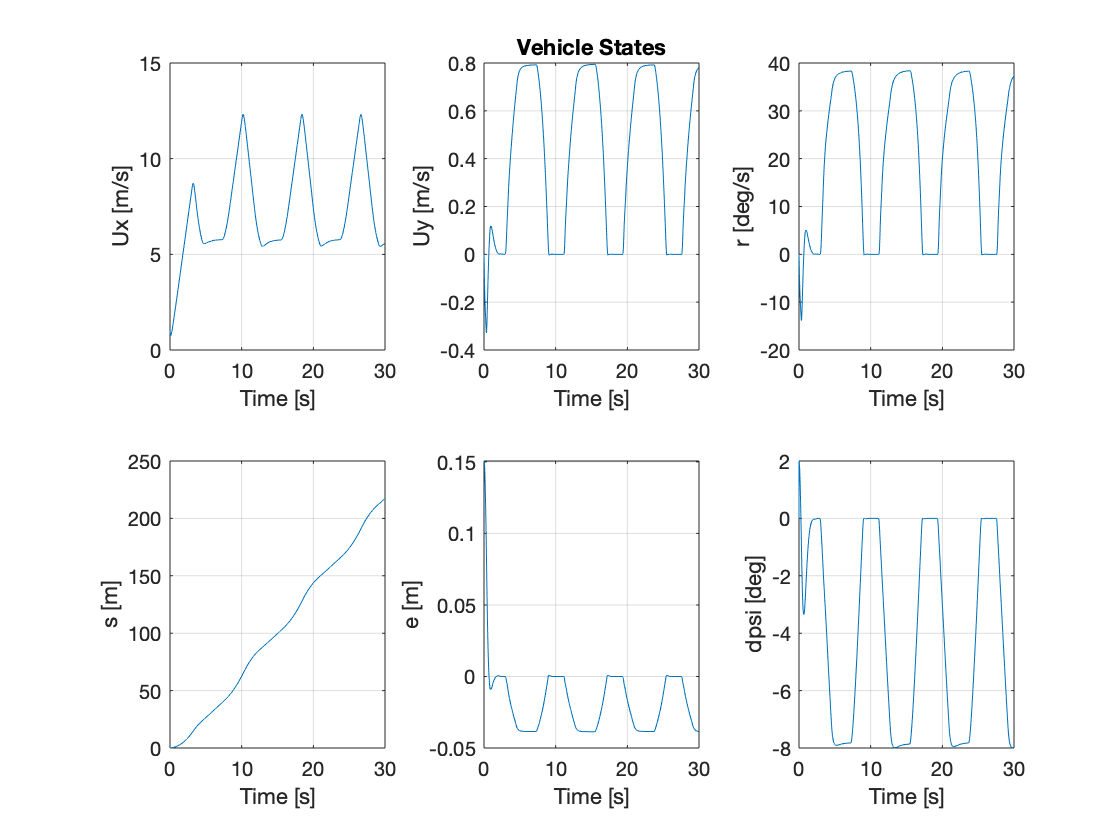 Vehicle States
15
10
5
0
Ux [m/s]
0 10 20 30
Time [s]
0.8
0.6
0.4
0.2
0
-0.2
-0.4
Uy [m/s]
0 10 20 30
Time [s]
40
30
20
10
0
-10
-20
r [deg/s]
0 10 20 30
Time [s]
250
200
150
100
50
0
s [m]
0 10 20 30
Time [s]
0.15
0.1
0.05
0
-0.05
e [m]
0 10 20 30
Time [s]
2
0
-2
-4
-6
-8
dpsi [deg]
0 10 20 30
Time [s]